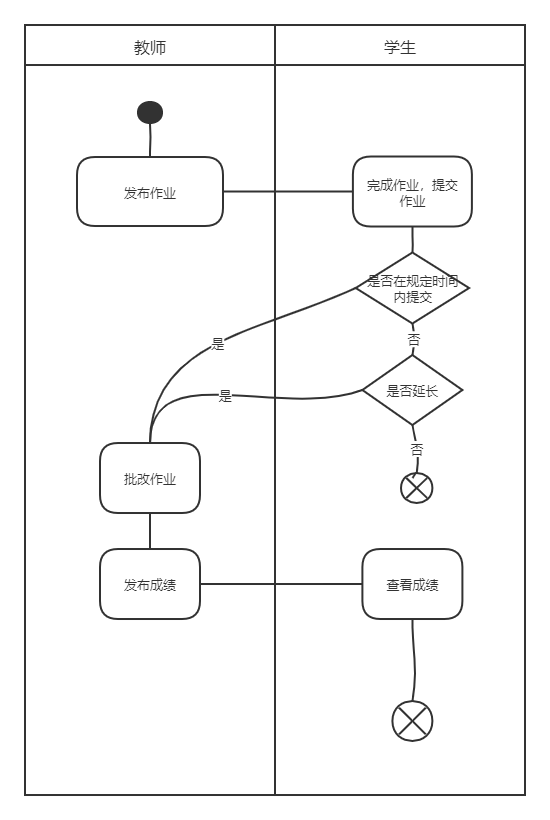 教师
学生
发布作业
完成作业，提交
作业
是否在规定时间
内提交
是
否
是
是否延长
否
批改作业
发布成绩
查看成绩